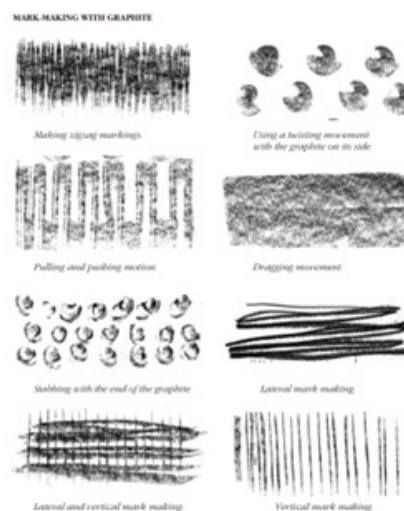 MARK-MAKING WITH GRAPHITE
Making zigzag markings.
Using a twisting movement
with the graphite on its side.
Pulling and pushing motion
Dragging movement.
Stabbing with the end of the graphite.
Lateral mark making
Lateral and vertical mark making
Vertical mark making.